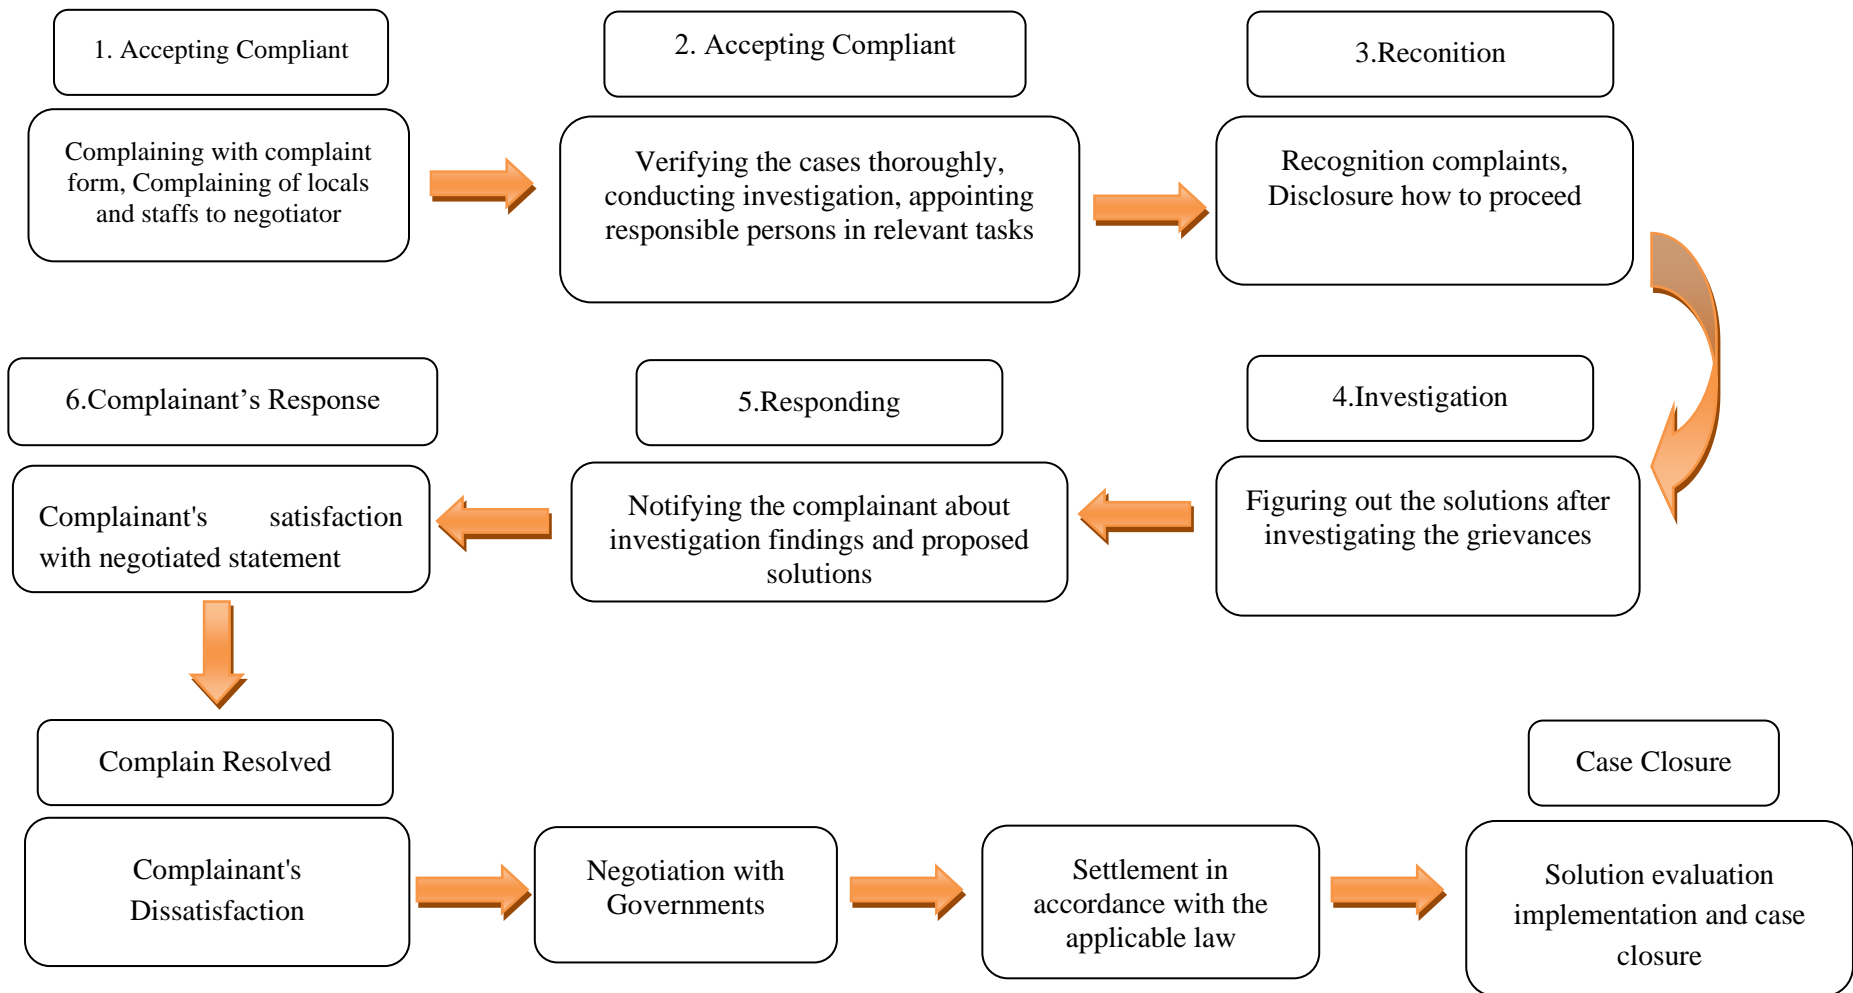 1. Accepting Compliant
Complaining with complaint
form, Complaining of locals
and staffs to negotiator
2. Accepting Compliant
Verifying the cases thoroughly,
conducting investigation, appointing
responsible persons in relevant tasks
3.Reconition
Recognition complaints,
Disclosure how to proceed
4.Investigation
Figuring out the solutions after
investigating the grievances
5.Responding
Notifying the complainant about
investigation findings and proposed
solutions
6.Complainant’s Response
Complainant's satisfaction
with negotiated statement
Complain Resolved
Complainant's
Dissatisfaction
Negotiation with
Governments
Settlement in
accordance with the
applicable law
Case Closure
Solution evaluation
implementation and case
closure